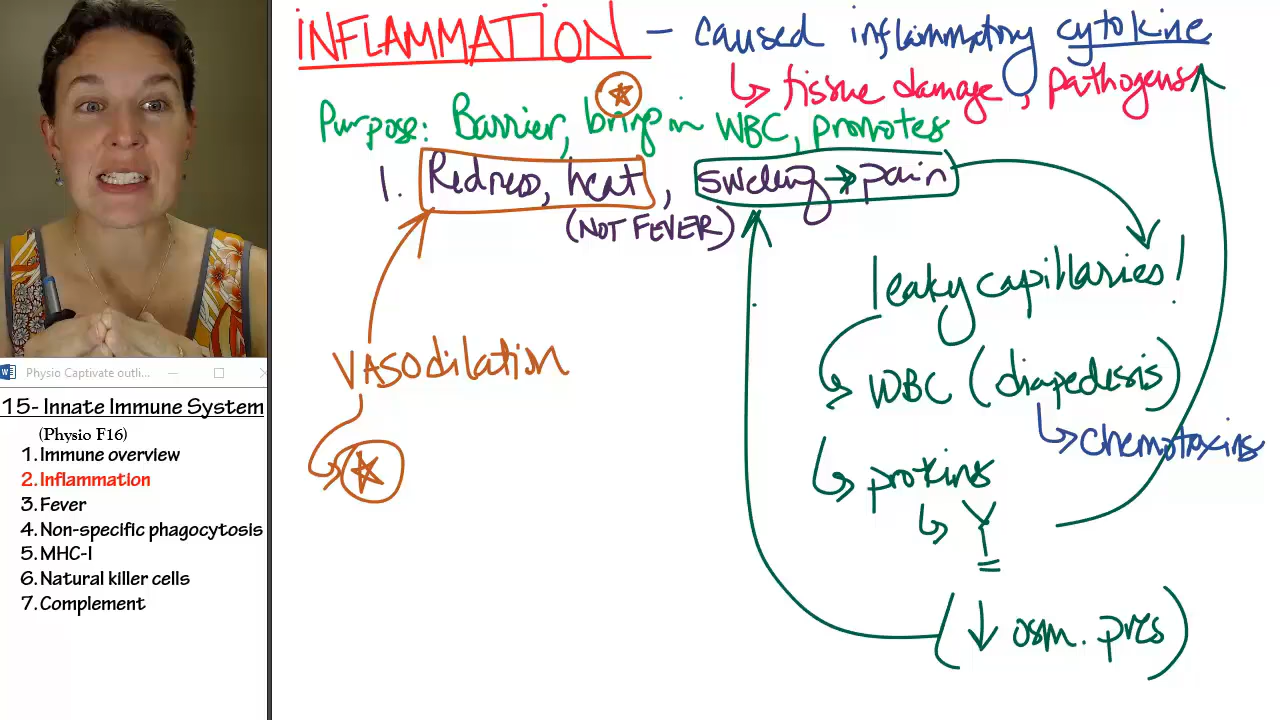 INFLAMMATION - caused inflammatory cytokine
↳ tissue damage, pathogens
Purpose: Barrier, bring in WBC, promotes
1. Redness, heat, swelling → pain
(NOT FEVER)
leaky capillaries!
VASOdilation
↳ WBC (diapedesis)
↳ chemotoxins
↳ proteins
↳ Y
(↓ osm. pres)
Physio Captivate outli...
15- Innate Immune System
(Physio F16)
1. Immune overview
2. Inflammation
3. Fever
4. Non-specific phagocytosis
5. MHC-I
6. Natural killer cells
7. Complement